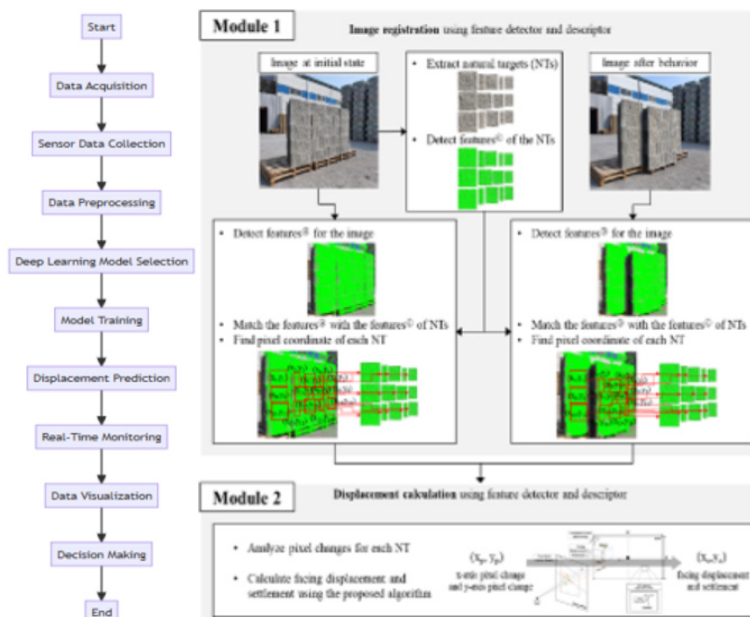 Start
Data Acquisition
Sensor Data Collection
Data Preprocessing
Deep Learning Model Selection
Model Training
Displacement Prediction
Real-Time Monitoring
Data Visualization
Decision Making
End
Module 1
Image registration using feature detector and descriptor
Image at initial state
• Extract natural targets (NTs)
• Detect features© of the NTs
Image after behavior
• Detect features for the image
• Match the features with the features© of NTs
• Find pixel coordinate of each NT
• Detect features for the image
• Match the features with the features© of NTs
• Find pixel coordinate of each NT
Module 2
Displacement calculation using feature detector and descriptor
• Analyze pixel changes for each NT
• Calculate facing displacement and
settlement using the proposed algorithm
x-axis pixel change
and y-axis pixel change
facing displacement
and settlement